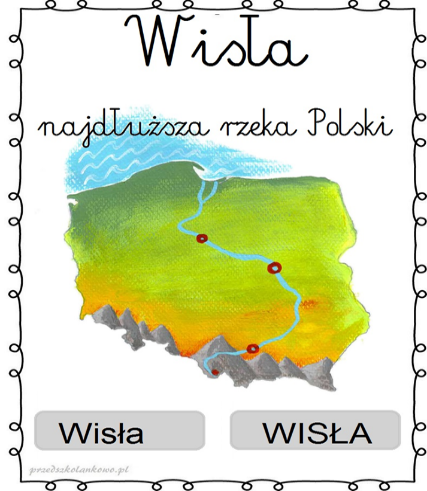 Wisła
najdłuższa rzeka Polski
Wisła WISŁA
przedszkolankowo.pl